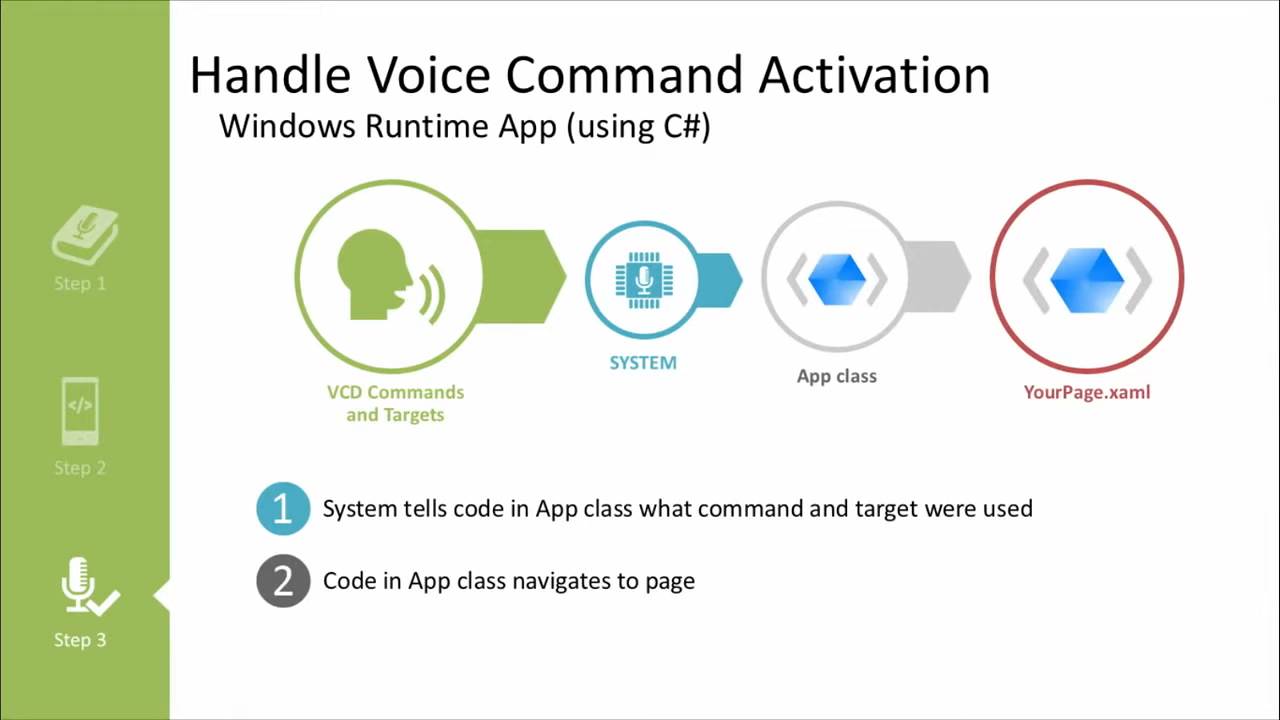 Handle Voice Command Activation
Windows Runtime App (using C#)
Step 1
SYSTEM
App class
VCD Commands
and Targets
YourPage.xaml
</>
Step 2
1 System tells code in App class what command and target were used
2 Code in App class navigates to page
Step 3